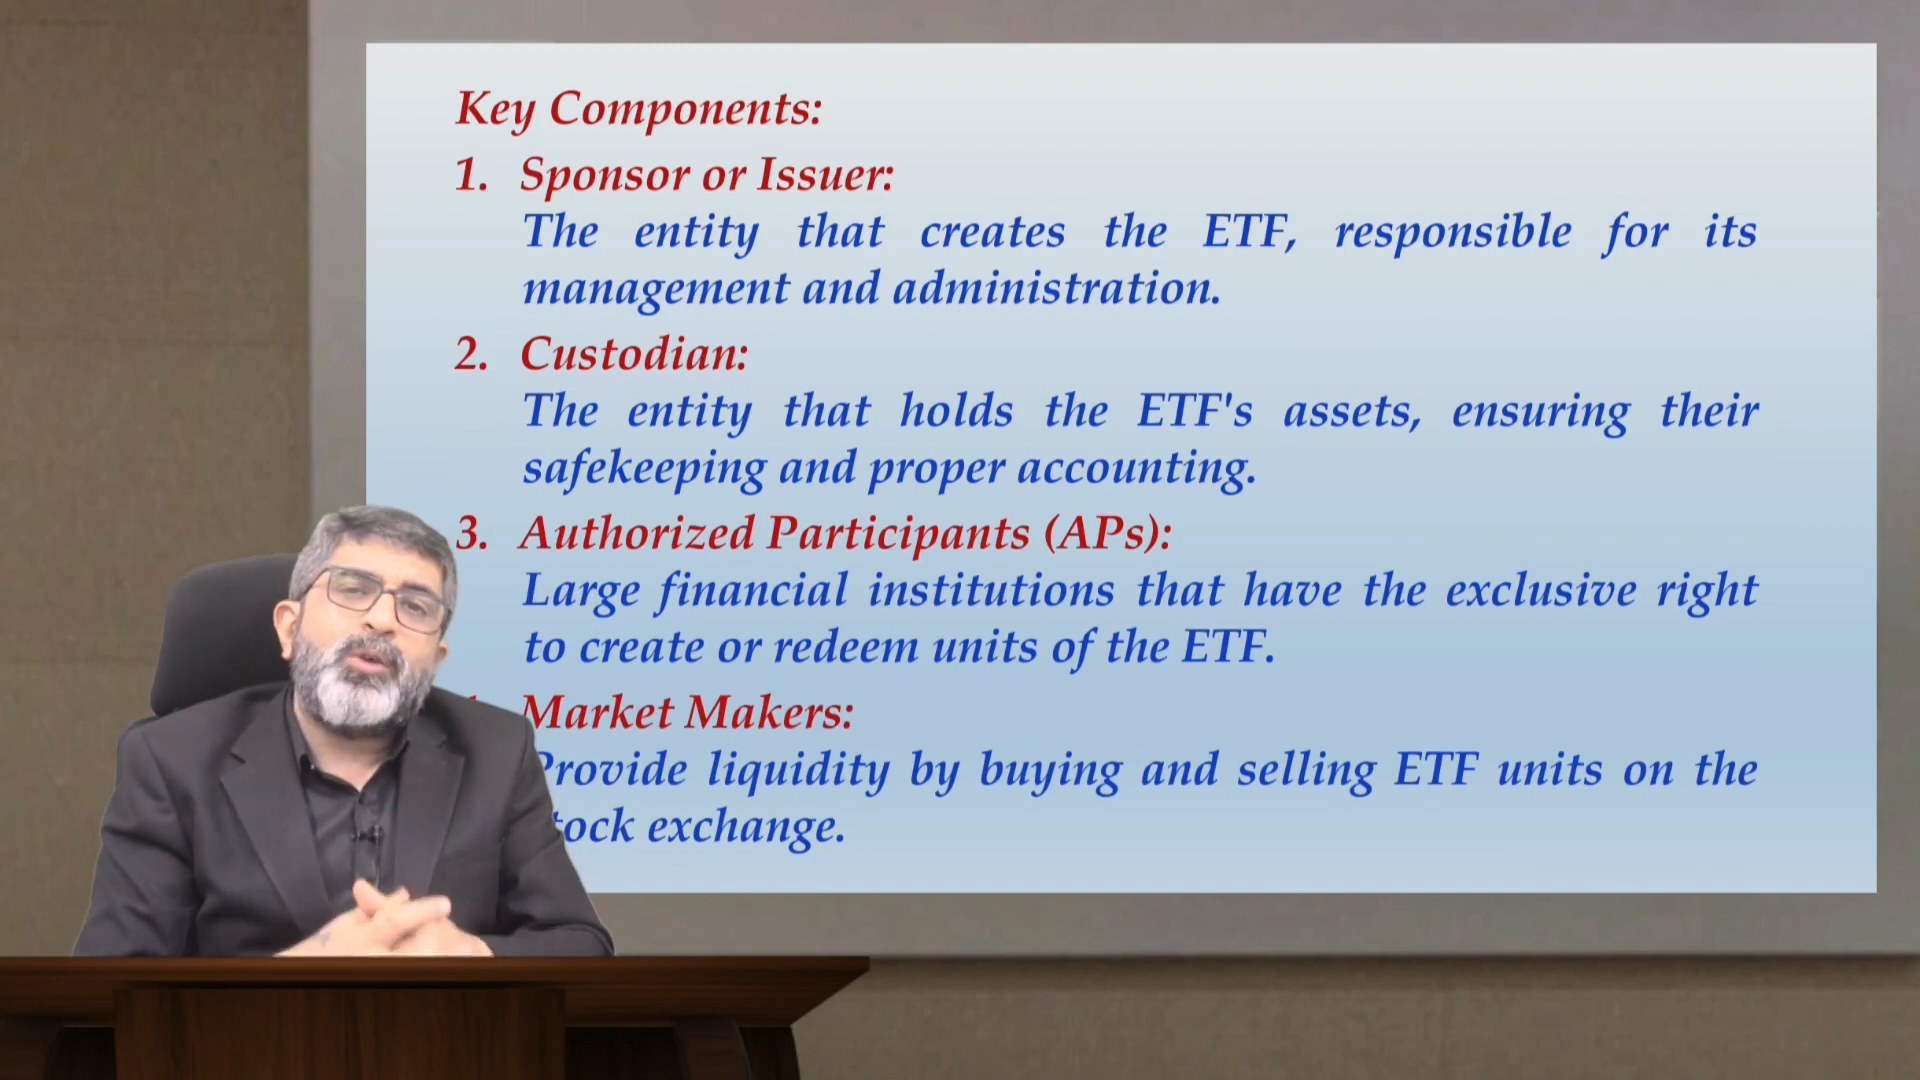 Key Components:
1. Sponsor or Issuer:
The entity that creates the ETF, responsible for its
management and administration.
2. Custodian:
The entity that holds the ETF's assets, ensuring their
safekeeping and proper accounting.
3. Authorized Participants (APs):
Large financial institutions that have the exclusive right
to create or redeem units of the ETF.
Market Makers:
Provide liquidity by buying and selling ETF units on the
stock exchange.